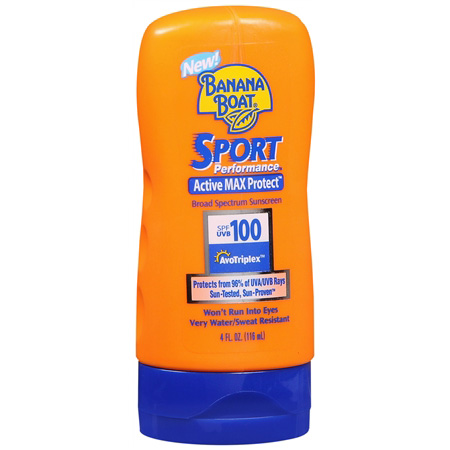 New!
BANANA
BOAT®
SPORT
Performance®
Active MAX Protect™
Broad Spectrum Sunscreen
SPF
UVB 100
AvoTriplex™
Protects from 96% of UVA/UVB Rays
Sun-Tested, Sun-Proven™
Won't Run Into Eyes
Very Water/Sweat Resistant
4 FL. OZ. (118 mL)